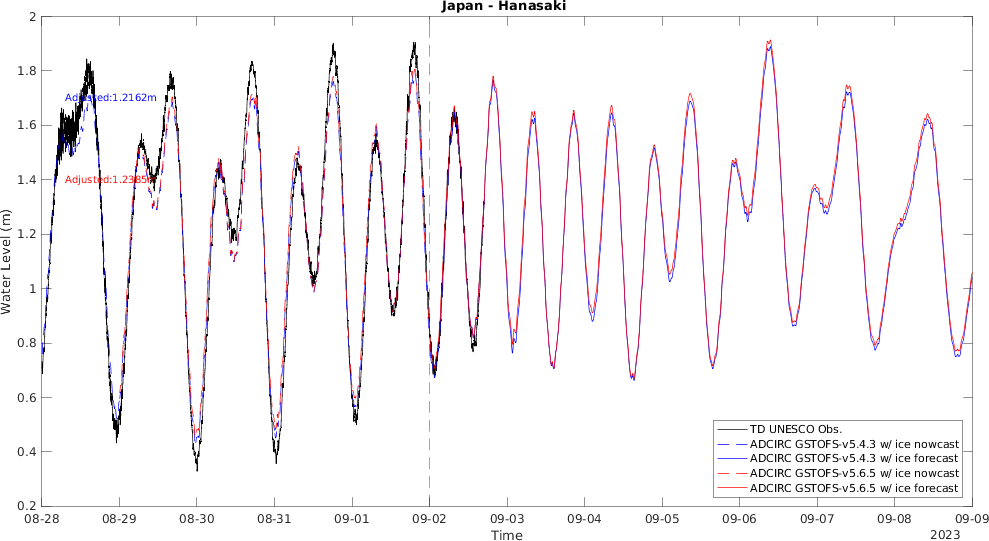 Japan - Hanasaki
2
1.8
1.6
1.4
1.2
1
0.8
0.6
0.4
0.2
Water Level (m)
Adjusted:1.2162m
Adjusted:1.2385m
TD UNESCO Obs.
ADCIRC GSTOFS-v5.4.3 w/ ice nowcast
ADCIRC GSTOFS-v5.4.3 w/ ice forecast
ADCIRC GSTOFS-v5.6.5 w/ ice nowcast
ADCIRC GSTOFS-v5.6.5 w/ ice forecast
08-28 08-29 08-30 08-31 09-01 09-02 09-03 09-04 09-05 09-06 09-07 09-08 09-09
Time
2023